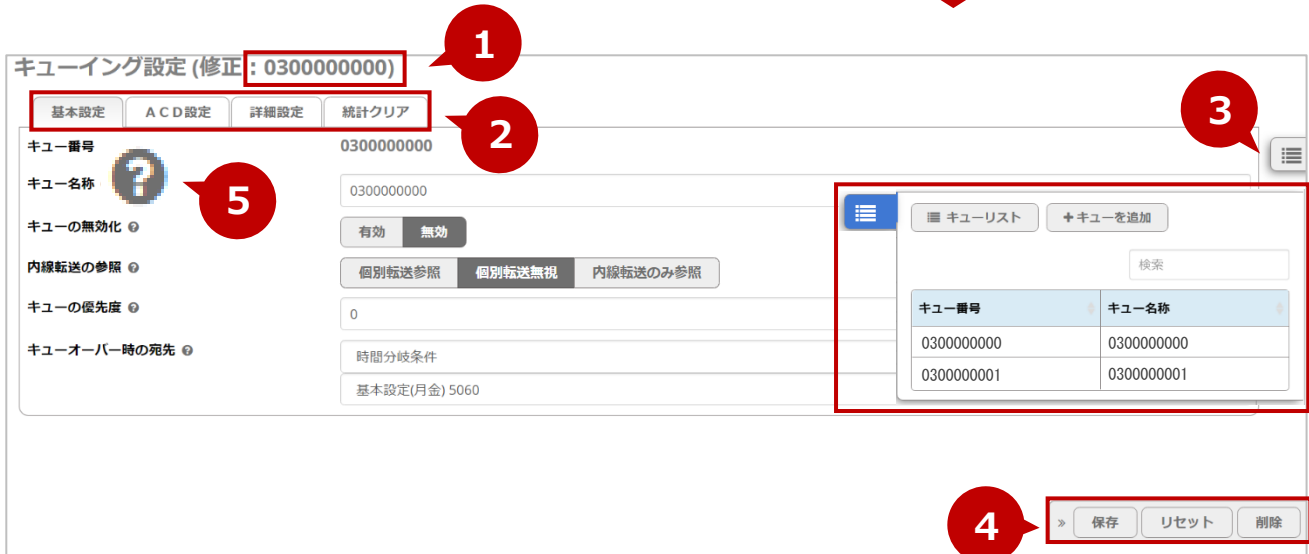 1
キューイング設定 (修正 : 0300000000)
基本設定 ACD設定 詳細設定 統計クリア
2
3
キュー番号 0300000000
キュー名称 ? 0300000000
5
キューの無効化 ? 有効 無効
内線転送の参照 ? 個別転送参照 個別転送無視 内線転送のみ参照
キューの優先度 ? 0
キューオーバー時の宛先 ? 時間分岐条件
基本設定(月金) 5060
キューリスト +キューを追加
検索
キュー番号 キュー名称
0300000000 0300000000
0300000001 0300000001
4
» 保存 リセット 削除